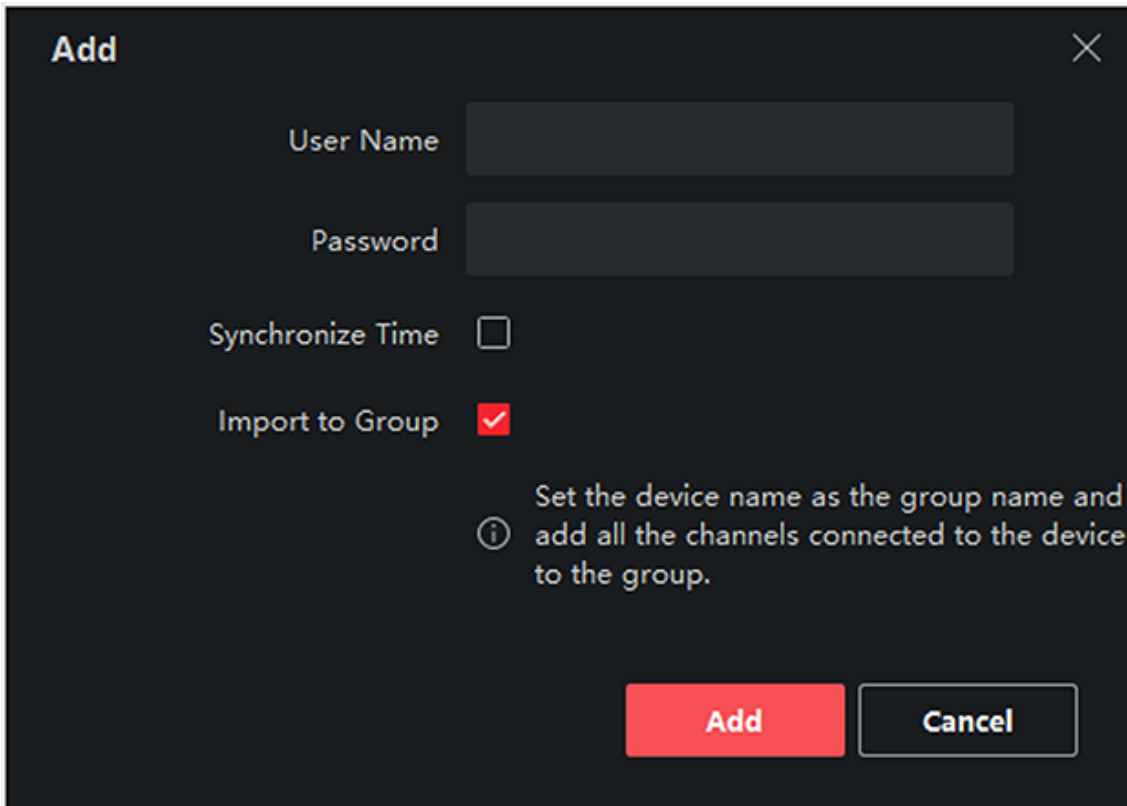 Add
User Name
Password
Synchronize Time
Import to Group
Set the device name as the group name and
add all the channels connected to the device
to the group.
Add
Cancel